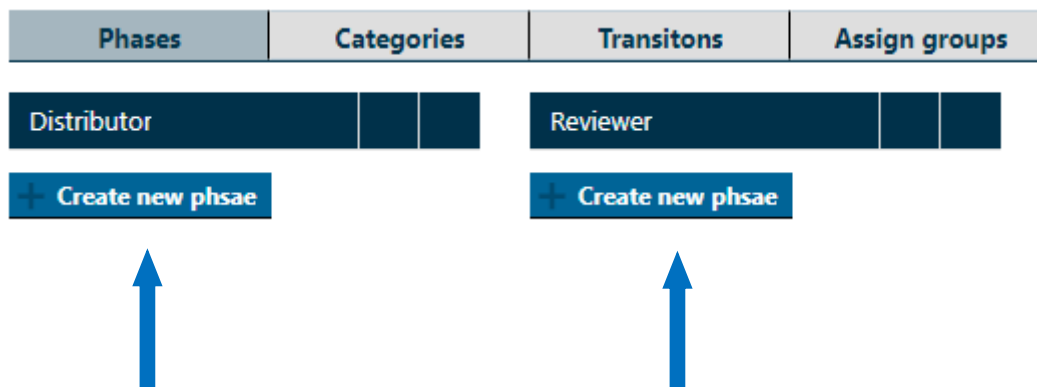 Phases Categories Transitons Assign groups
Distributor Reviewer
Create new phsae Create new phsae